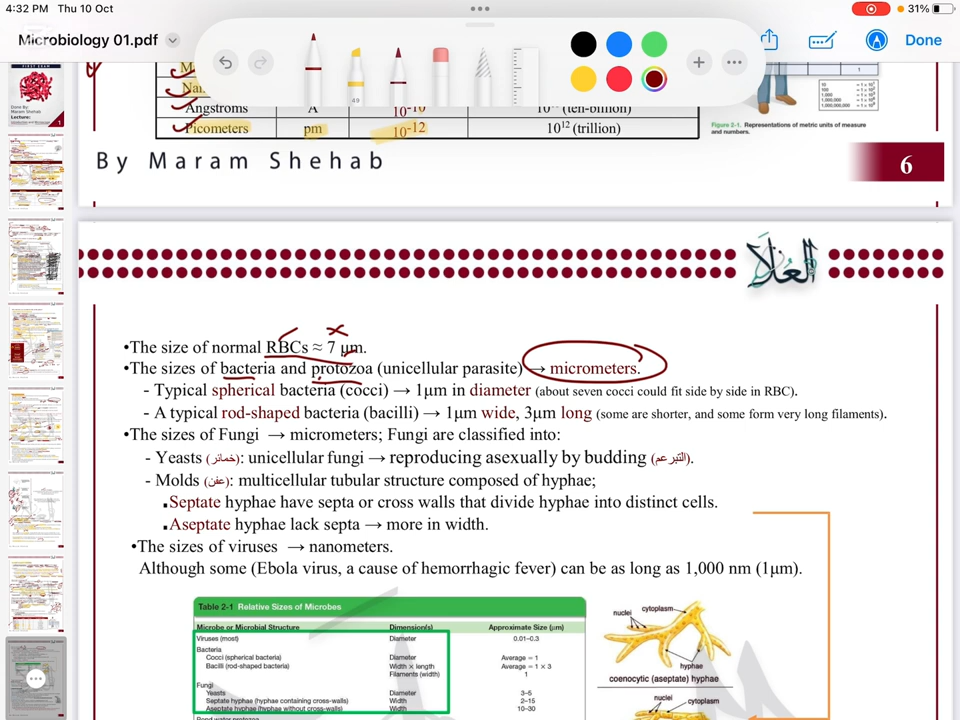 4:32 PM Thu 10 Oct
31%
Microbiology 01.pdf
Done
Angstroms A 10-10 (ten-billion)
Picometers pm 10-12 1012 (trillion)
Figure 2-1. Representations of metric units of measure and numbers.
By Maram Shehab
6
العلا
•The size of normal RBCs ≈ 7 μm.
•The sizes of bacteria and protozoa (unicellular parasite) → micrometers.
- Typical spherical bacteria (cocci) → 1μm in diameter (about seven cocci could fit side by side in RBC).
- A typical rod-shaped bacteria (bacilli) → 1μm wide, 3μm long (some are shorter, and some form very long filaments).
•The sizes of Fungi → micrometers; Fungi are classified into:
- Yeasts (خمائر): unicellular fungi → reproducing asexually by budding (التبرعم).
- Molds (عفن): multicellular tubular structure composed of hyphae;
▪Septate hyphae have septa or cross walls that divide hyphae into distinct cells.
▪Aseptate hyphae lack septa → more in width.
•The sizes of viruses → nanometers.
Although some (Ebola virus, a cause of hemorrhagic fever) can be as long as 1,000 nm (1μm).
Table 2-1 Relative Sizes of Microbes
Microbe or Microbial Structure Dimension(s) Approximate Size (μm)
Viruses (most) Diameter 0.01–0.3
Bacteria
Cocci (spherical bacteria) Diameter Average = 1
Bacilli (rod-shaped bacteria) Width × length Average = 1 × 3
Filaments (width) 1
Fungi
Yeasts Diameter 3–5
Septate hyphae (hyphae containing cross-walls) Width 2–15
Aseptate hyphae (hyphae without cross-walls) Width 10–30
Pond water protozoa
nuclei cytoplasm
hyphae
coenocytic (aseptate) hyphae
nuclei cytoplasm